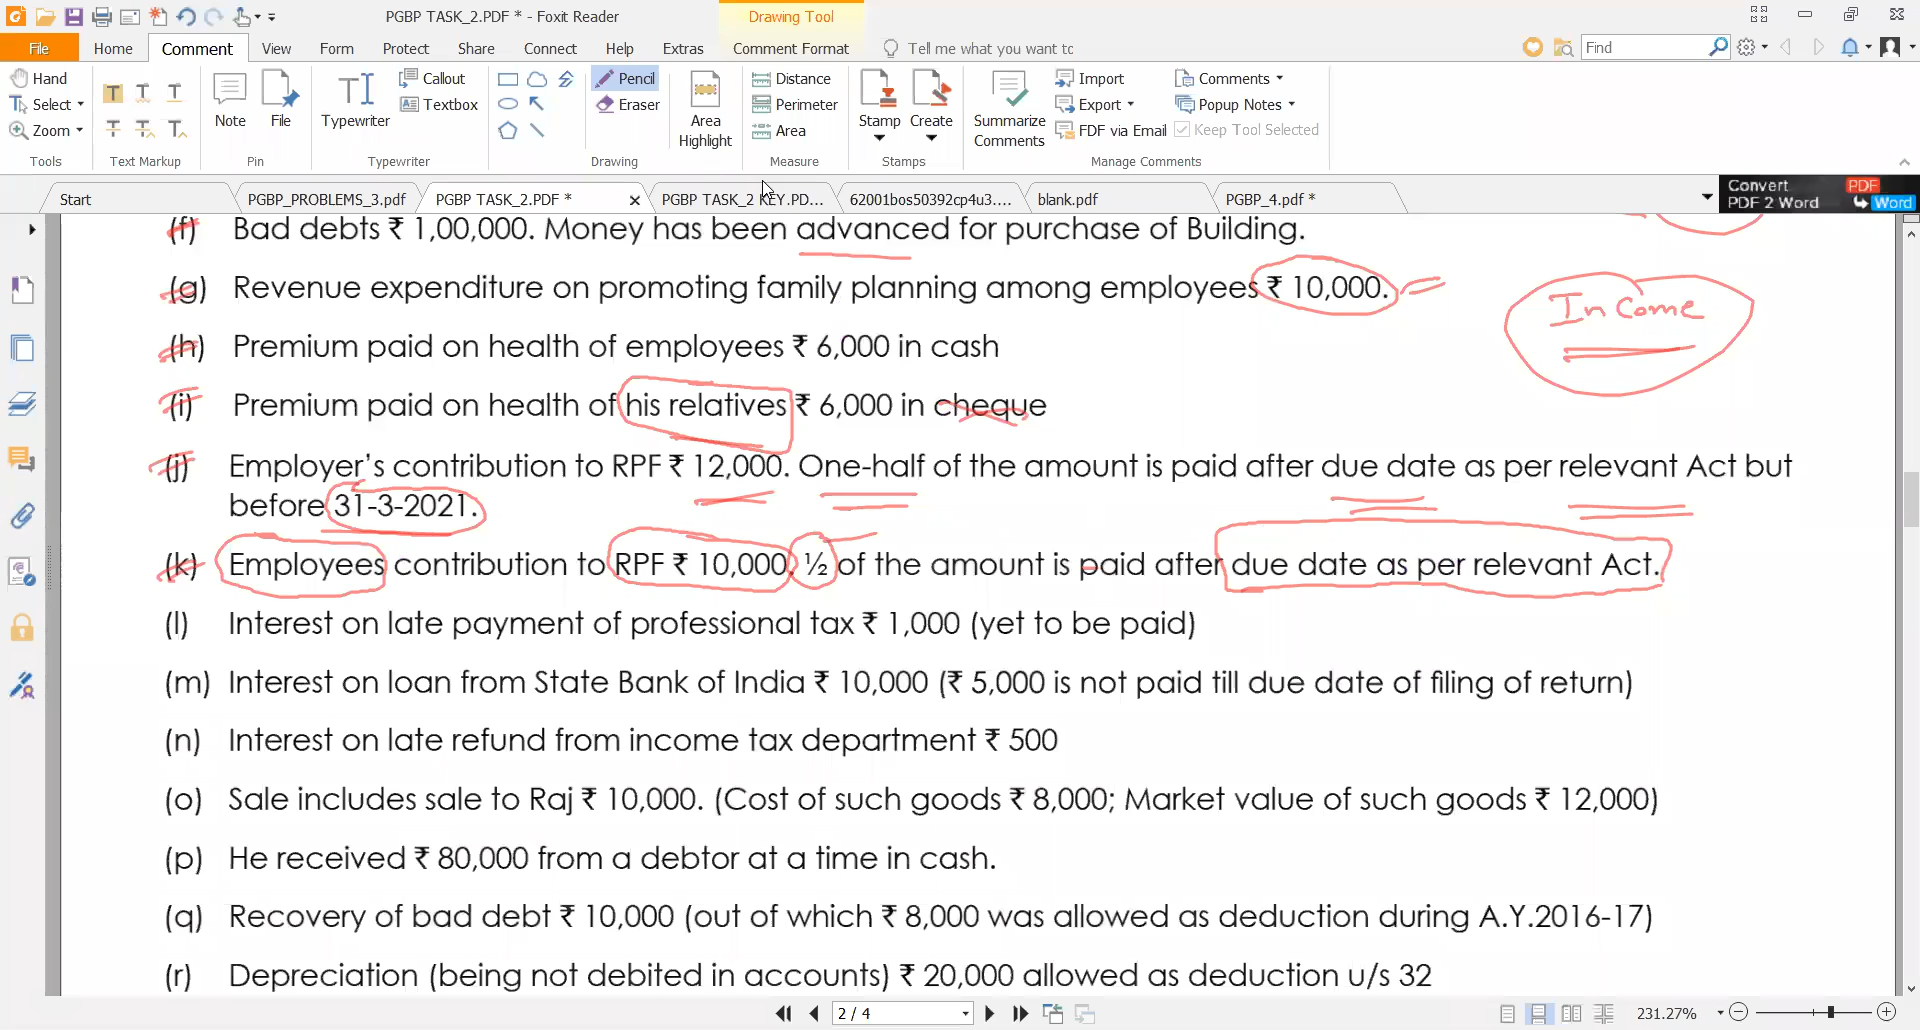 PGBP TASK_2.PDF * - Foxit Reader
Drawing Tool
File Home Comment View Form Protect Share Connect Help Extras Comment Format Tell me what you want to Find
Hand
Select
Zoom
Tools
Text Markup
Note
File
Pin
Typewriter
Callout
Textbox
Typewriter
Pencil
Eraser
Drawing
Area
Highlight
Distance
Perimeter
Area
Measure
Stamp
Create
Stamps
Summarize
Comments
Import
Export
FDF via Email
Comments
Popup Notes
Keep Tool Selected
Manage Comments
Start PGBP_PROBLEMS_3.pdf PGBP TASK_2.PDF * PGBP TASK_2 KEY.PD... 62001bos50392cp4u3.... blank.pdf PGBP_4.pdf *
Convert PDF
PDF 2 Word Word
(f) Bad debts ₹ 1,00,000. Money has been advanced for purchase of Building.
(g) Revenue expenditure on promoting family planning among employees ₹ 10,000.
Income
(h) Premium paid on health of employees ₹ 6,000 in cash
(i) Premium paid on health of his relatives ₹ 6,000 in cheque
(j) Employer's contribution to RPF ₹ 12,000. One-half of the amount is paid after due date as per relevant Act but
before 31-3-2021.
(k) Employees contribution to RPF ₹ 10,000. ½ of the amount is paid after due date as per relevant Act.
(l) Interest on late payment of professional tax ₹ 1,000 (yet to be paid)
(m) Interest on loan from State Bank of India ₹ 10,000 (₹ 5,000 is not paid till due date of filing of return)
(n) Interest on late refund from income tax department ₹ 500
(o) Sale includes sale to Raj ₹ 10,000. (Cost of such goods ₹ 8,000; Market value of such goods ₹ 12,000)
(p) He received ₹ 80,000 from a debtor at a time in cash.
(q) Recovery of bad debt ₹ 10,000 (out of which ₹ 8,000 was allowed as deduction during A.Y.2016-17)
(r) Depreciation (being not debited in accounts) ₹ 20,000 allowed as deduction u/s 32
2 / 4
231.27%